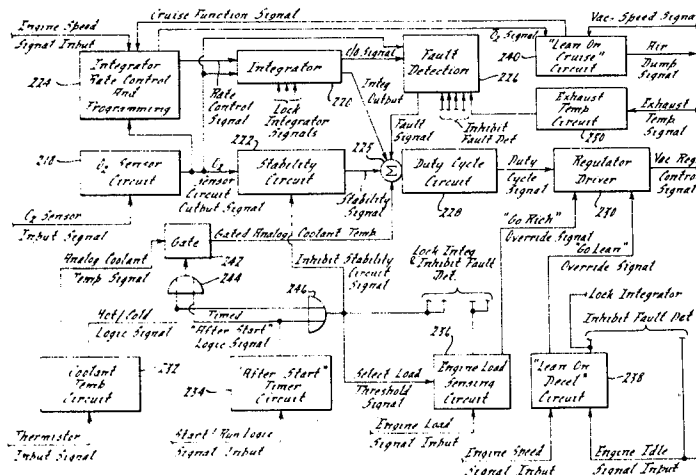 Cruise Function Signal
Vac-Speed Signal
Engine Speed
Signal Input
O2 Signal
C/O Signal
224
Integrator
Rate Control
And
Programming
Integrator
220
Rate
Control
Signal
Lock
Integrator
Signals
Integ
Output
Fault
Detection
226
240
"Lean On
Cruise"
Circuit
Air
Dump
Signal
Exhaust
Temp
Circuit
250
Exhaust
Temp Signal
Fault
Signal
Inhibit
Fault Det
218
O2 Sensor
Circuit
O2
Sensor
Circuit
Output Signal
222
Stability
Circuit
Stability
Signal
225
Σ
Duty Cycle
Circuit
228
Duty
Cycle
Signal
Regulator
Driver
230
Vac Reg
Control
Signal
O2 Sensor
Input Signal
Gated Analog Coolant Temp
Analog Coolant
Temp Signal
Gate
242
244
Inhibit Stability
Circuit Signal
246
Lock Integ
& Inhibit Fault
Det.
"Go Rich"
Override Signal
"Go Lean"
Override Signal
Hot/Cold
Logic Signal
Timed
"After Start"
Logic Signal
Lock Integrator
Inhibit Fault Det
Coolant
Temp
Circuit
232
234
"After Start"
Timer
Circuit
Select Load
Threshold
Signal
236
Engine Load
Sensing
Circuit
"Lean On
Decel"
Circuit
238
Thermistor
Input
Start/Run Logic
Signal Input
Engine Load
Signal Input
Engine Speed
Signal Input
Engine Idle
Signal Input